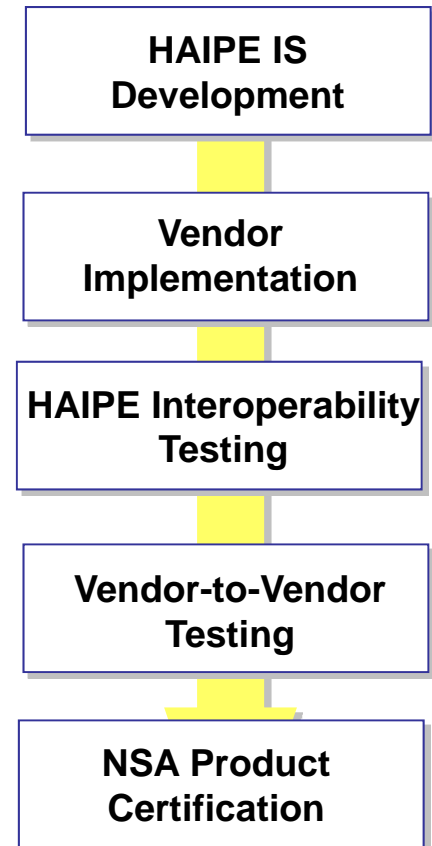 HAIPE IS
Development
Vendor
Implementation
HAIPE Interoperability
Testing
Vendor-to-Vendor
Testing
NSA Product
Certification